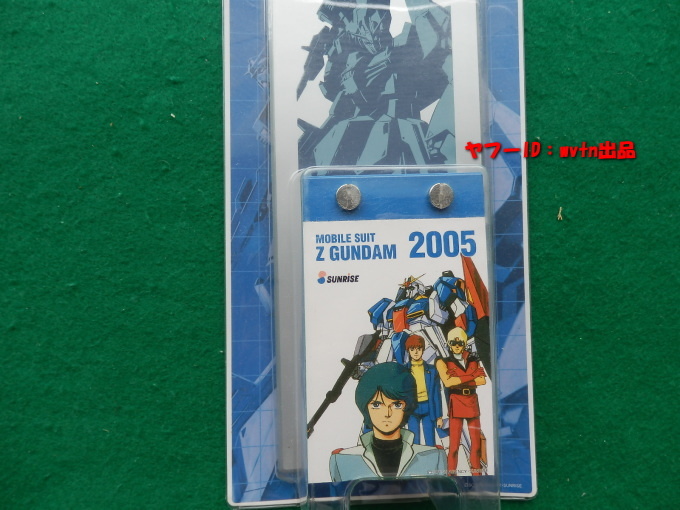 ヤフーID：mvtn出品
MOBILE SUIT
Z GUNDAM 2005
SUNRISE